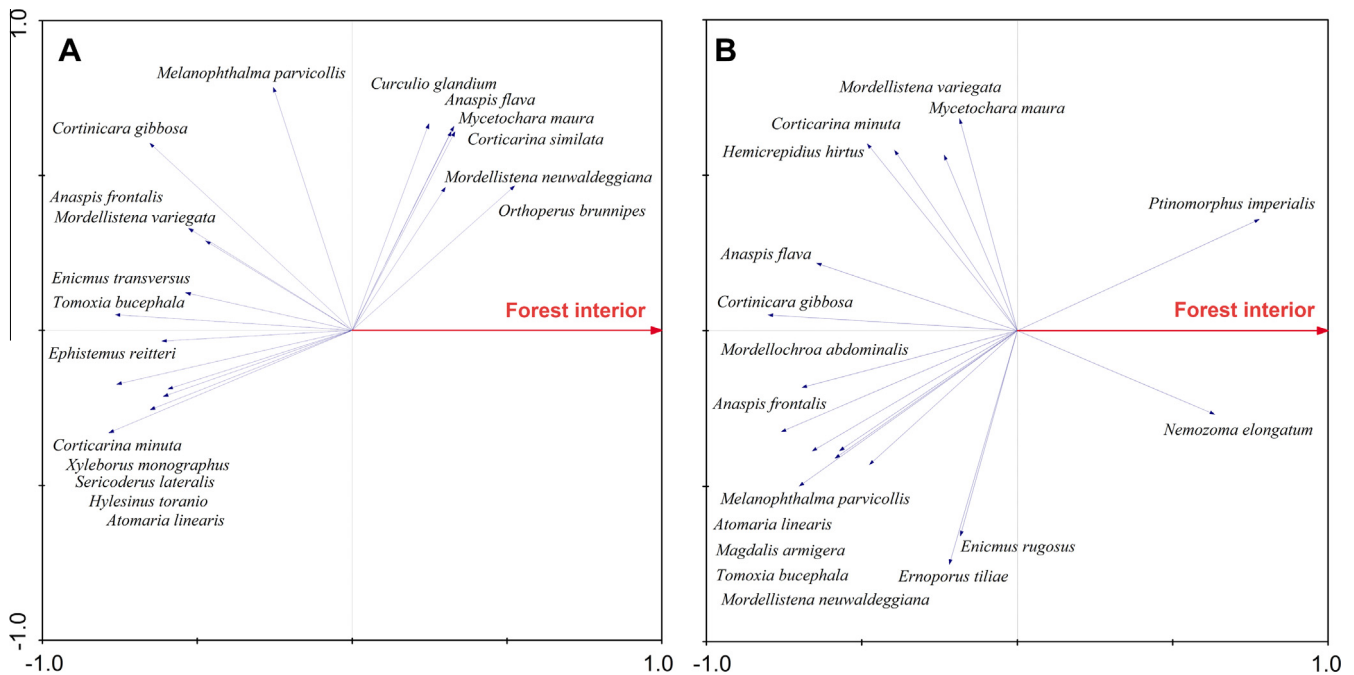 1.0
A
Melanophthalma parvicollis
Curculio glandium
Anaspis flava
Mycetochara maura
Cortinicara gibbosa
Corticarina similata
Mordellistena neuwaldeggiana
Anaspis frontalis
Mordellistena variegata
Orthoperus brunnipes
Enicmus transversus
Tomoxia bucephala
Forest interior
Ephistemus reitteri
Corticarina minuta
Xyleborus monographus
Sericoderus lateralis
Hylesinus toranio
Atomaria linearis
-1.0
-1.0
1.0
B
Mordellistena variegata
Mycetochara maura
Corticarina minuta
Hemicrepidius hirtus
Ptinomorphus imperialis
Anaspis flava
Cortinicara gibbosa
Forest interior
Mordellochroa abdominalis
Anaspis frontalis
Nemozoma elongatum
Melanophthalma parvicollis
Atomaria linearis
Enicmus rugosus
Magdalis armigera
Tomoxia bucephala
Ernoporus tiliae
Mordellistena neuwaldeggiana
-1.0
1.0